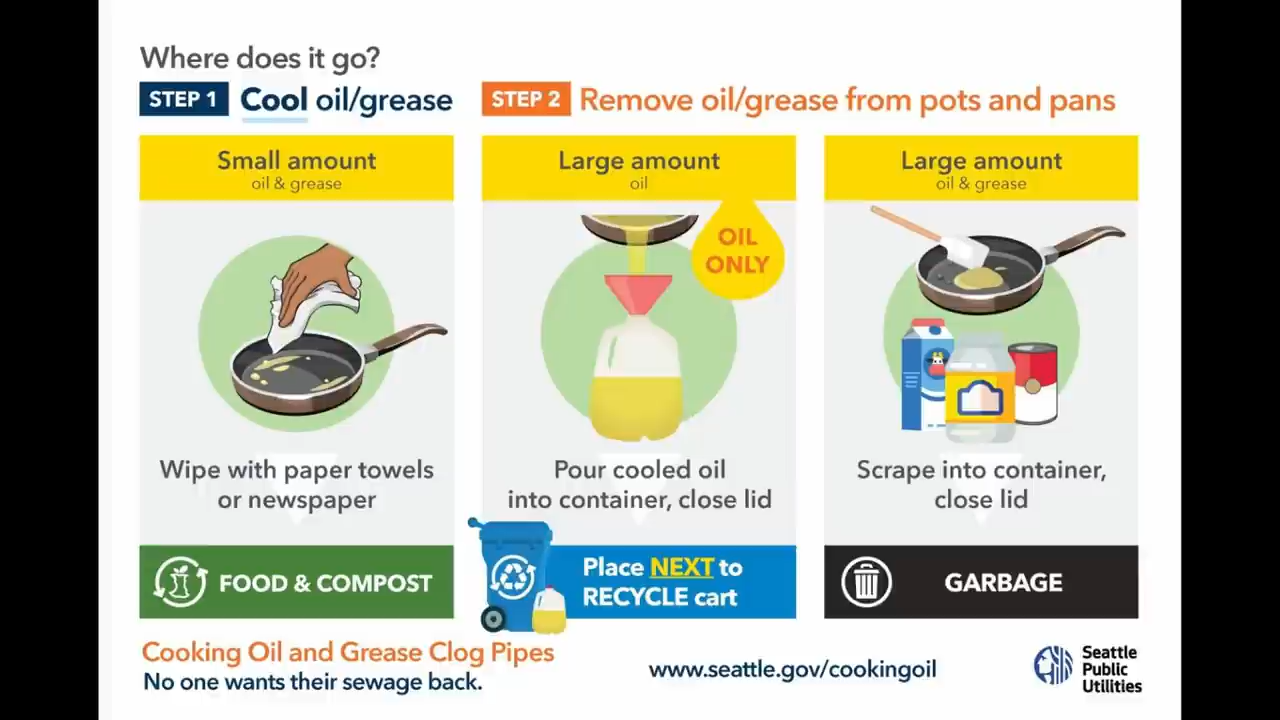 Where does it go?
STEP 1 Cool oil/grease
STEP 2 Remove oil/grease from pots and pans
Small amount
oil & grease
Wipe with paper towels
or newspaper
FOOD & COMPOST
Large amount
oil
OIL
ONLY
Pour cooled oil
into container, close lid
Place NEXT to
RECYCLE cart
Large amount
oil & grease
Scrape into container,
close lid
GARBAGE
Cooking Oil and Grease Clog Pipes
No one wants their sewage back.
www.seattle.gov/cookingoil
Seattle
Public
Utilities